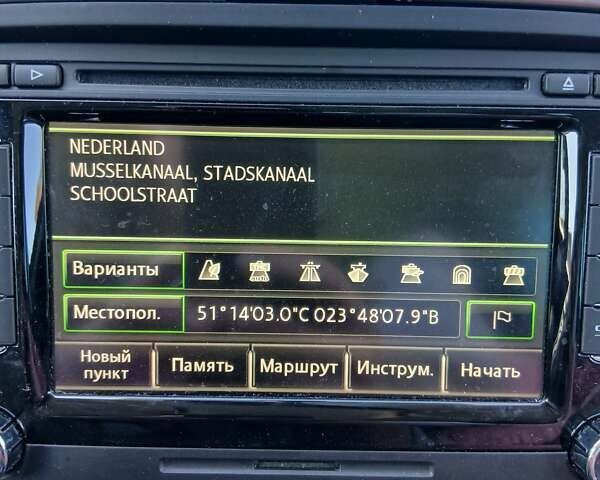 NEDERLAND
MUSSELKANAAL, STADSKANAAL
SCHOOLSTRAAT
Варианты
Местопол. 51°14'03.0"С 023°48'07.9"В
Новый пункт Память Маршрут Инструм. Начать